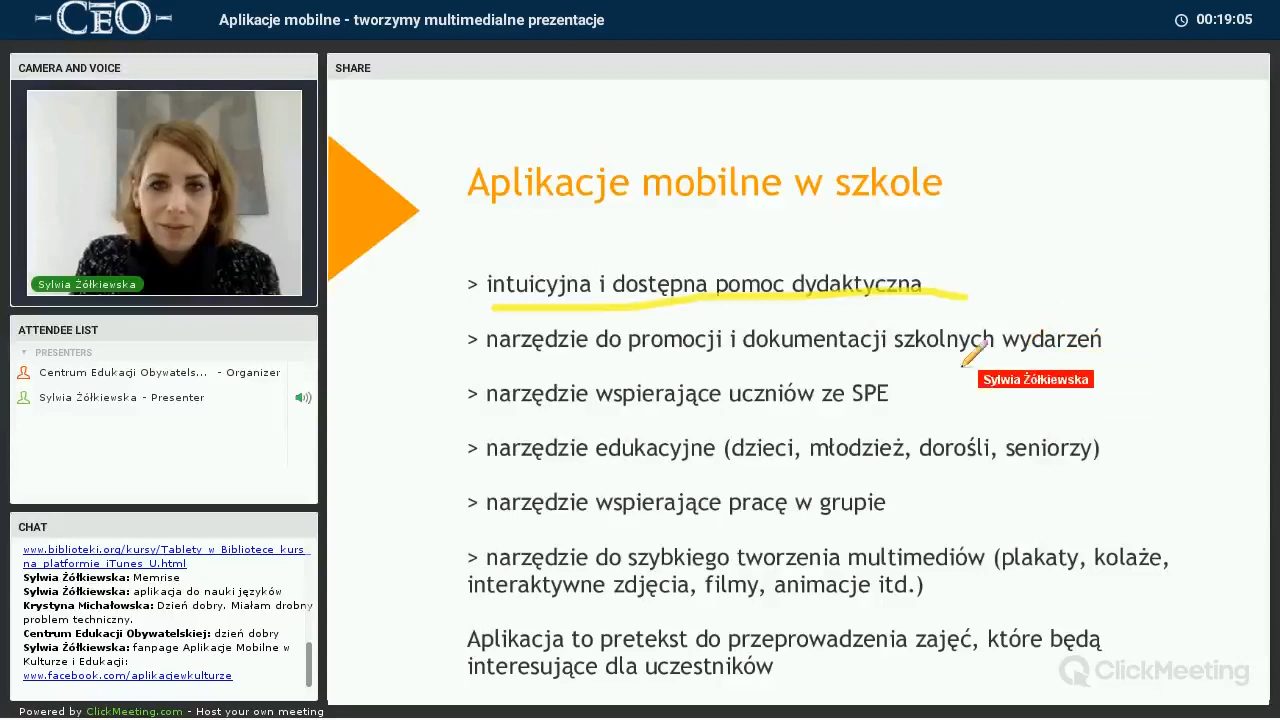 CEO
Aplikacje mobilne - tworzymy multimedialne prezentacje
00:19:05
CAMERA AND VOICE
Sylwia Żółkiewska
ATTENDEE LIST
PRESENTERS
Centrum Edukacji Obywatels... - Organizer
Sylwia Żółkiewska - Presenter
CHAT
www.biblioteki.org/kursy/Tablety_w_Bibliotece_kurs_
na_platformie_iTunes_U.html
Sylwia Żółkiewska: Memrise
Sylwia Żółkiewska: aplikacja do nauki języków
Krystyna Michałowska: Dzień dobry. Miałam drobny
problem techniczny.
Centrum Edukacji Obywatelskiej: dzień dobry
Sylwia Żółkiewska: fanpage Aplikacje Mobilne w
Kulturze i Edukacji:
www.facebook.com/aplikacjewkulturze
SHARE
Aplikacje mobilne w szkole
> intuicyjna i dostępna pomoc dydaktyczna
> narzędzie do promocji i dokumentacji szkolnych wydarzeń
Sylwia Żółkiewska
> narzędzie wspierające uczniów ze SPE
> narzędzie edukacyjne (dzieci, młodzież, dorośli, seniorzy)
> narzędzie wspierające pracę w grupie
> narzędzie do szybkiego tworzenia multimediów (plakaty, kolaże,
interaktywne zdjęcia, filmy, animacje itd.)
Aplikacja to pretekst do przeprowadzenia zajęć, które będą
interesujące dla uczestników
ClickMeeting
Powered by ClickMeeting.com - Host your own meeting